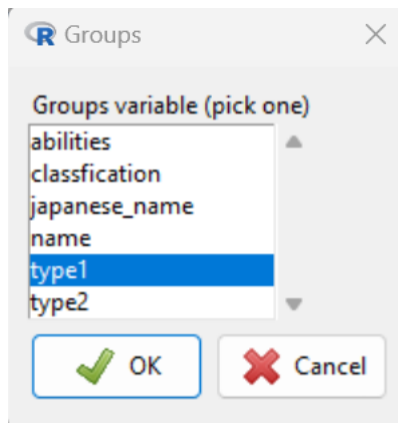 R Groups
Groups variable (pick one)
abilities
classfication
japanese_name
name
type1
type2
OK
Cancel